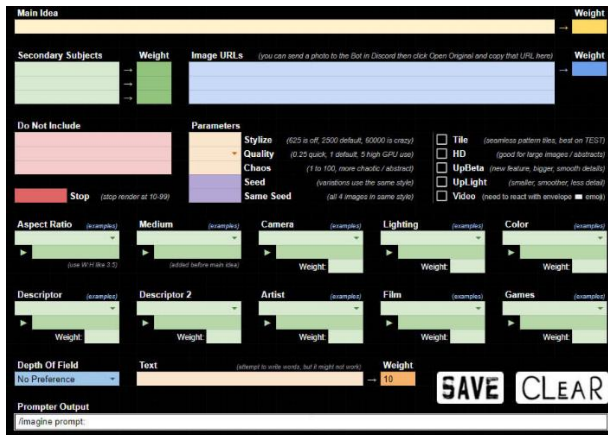 Main Idea Weight
Secondary Subjects Weight Image URLs (you can send a photo to the Bot in Discord then click Open Original and copy that URL here) Weight
Do Not Include Parameters
Stylize (625 is off, 2500 default, 60000 is crazy) Tile (seamless pattern tiles, best on TEST)
Quality (0.25 quick, 1 default, 5 high GPU use) HD (good for large images / abstracts)
Chaos (1 to 100, more chaotic / abstract) UpBeta (new feature, bigger, smooth details)
Seed (variations use the same style) UpLight (smaller, smoother, less detail)
Stop (stop render at 10-99) Same Seed (all 4 images in same style) Video (need to react with envelope ✉ emoji)
Aspect Ratio (examples) Medium (examples) Camera (examples) Lighting (examples) Color (examples)
(use W:H like 3:5) (added before main idea) Weight: Weight: Weight:
Descriptor (examples) Descriptor 2 Artist (examples) Film (examples) Games (examples)
Weight: Weight: Weight: Weight: Weight:
Depth Of Field Text (attempt to write words, but it might not work) Weight
No Preference 10
SAVE CLEAR
Prompter Output
/imagine prompt: